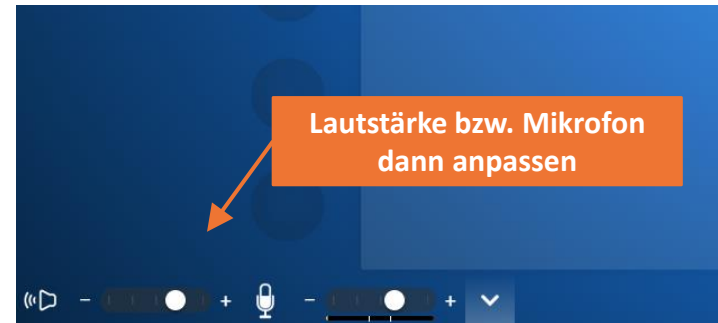 Lautstärke bzw. Mikrofon
dann anpassen
- + - +